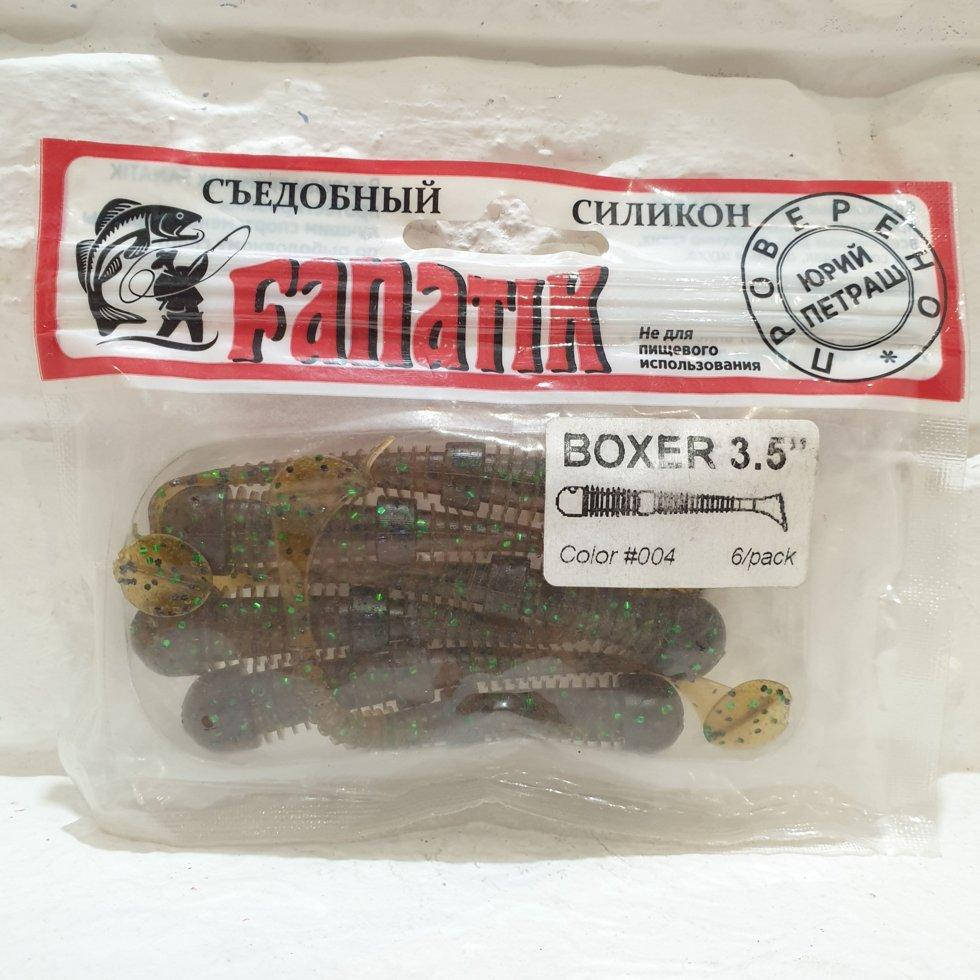 СЪЕДОБНЫЙ СИЛИКОН
FANATIK
Не для
пищевого
использования
ПРОВЕРЕНО *
ЮРИЙ
ПЕТРАШ
BOXER 3.5”
Color #004 6/pack